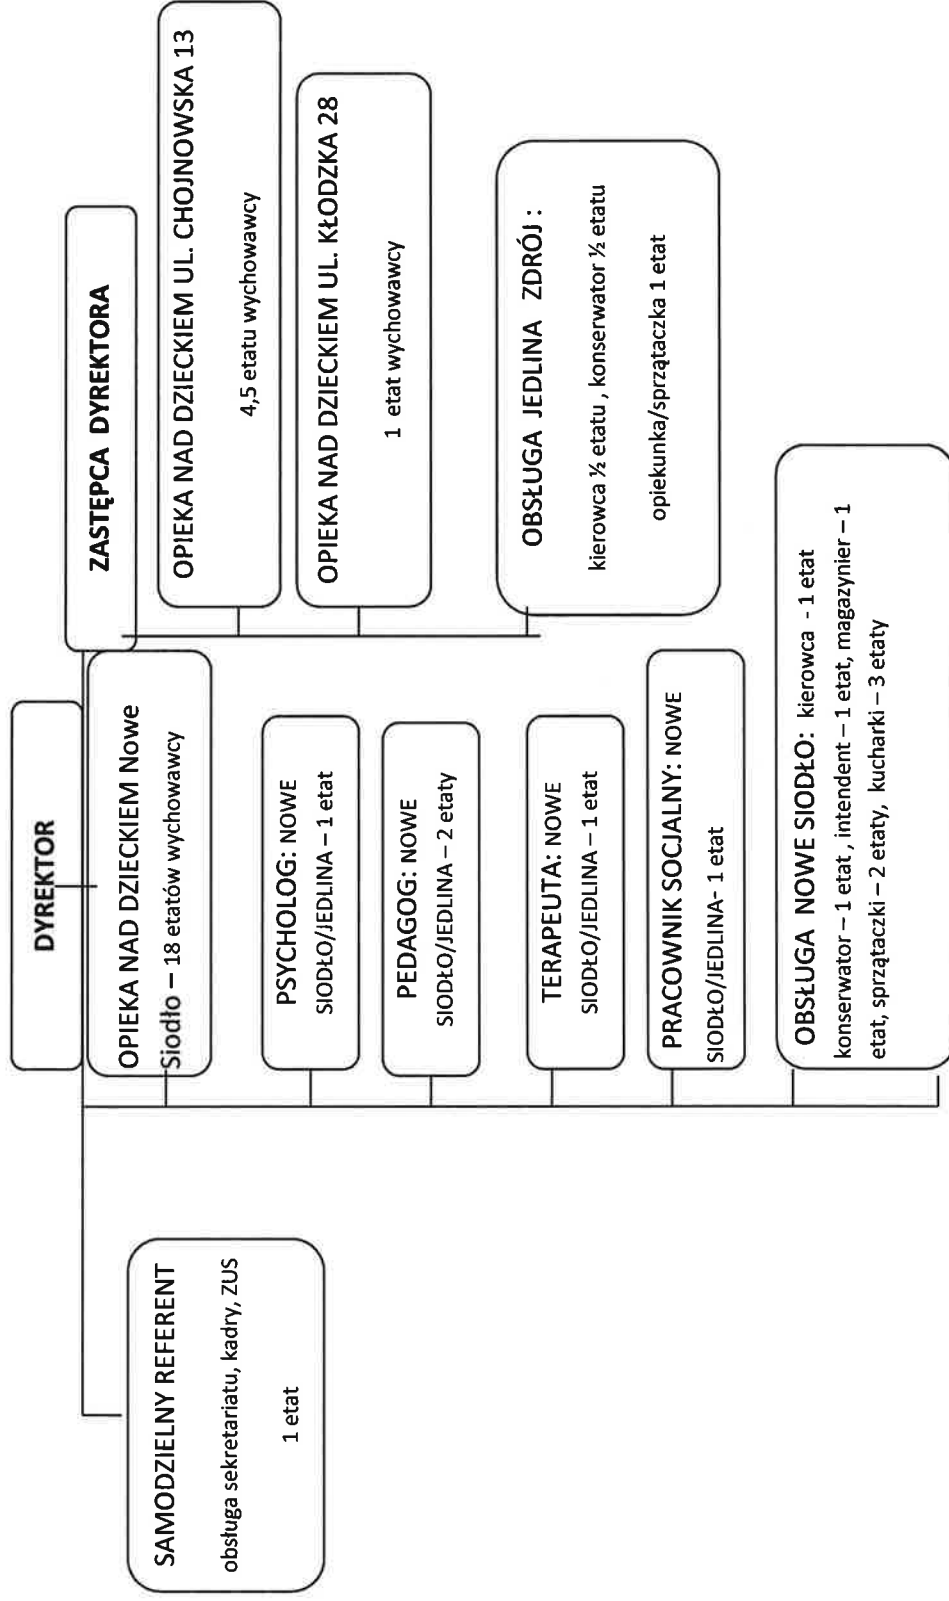 DYREKTOR
ZASTĘPCA DYREKTORA
SAMODZIELNY REFERENT
obsługa sekretariatu, kadry, ZUS
1 etat
OPIEKA NAD DZIECKIEM Nowe
Siodło – 18 etatów wychowawcy
PSYCHOLOG: NOWE
SIODŁO/JEDLINA – 1 etat
PEDAGOG: NOWE
SIODŁO/JEDLINA – 2 etaty
TERAPEUTA: NOWE
SIODŁO/JEDLINA – 1 etat
PRACOWNIK SOCJALNY: NOWE
SIODŁO/JEDLINA- 1 etat
OBSŁUGA NOWE SIODŁO: kierowca - 1 etat
konserwator – 1 etat , intendent – 1 etat, magazynier – 1
etat, sprzątaczki – 2 etaty, kucharki – 3 etaty
OPIEKA NAD DZIECKIEM UL. CHOJNOWSKA 13
4,5 etatu wychowawcy
OPIEKA NAD DZIECKIEM UL. KŁODZKA 28
1 etat wychowawcy
OBSŁUGA JEDLINA ZDRÓJ :
kierowca ½ etatu , konserwator ½ etatu
opiekunka/sprzątaczka 1 etat